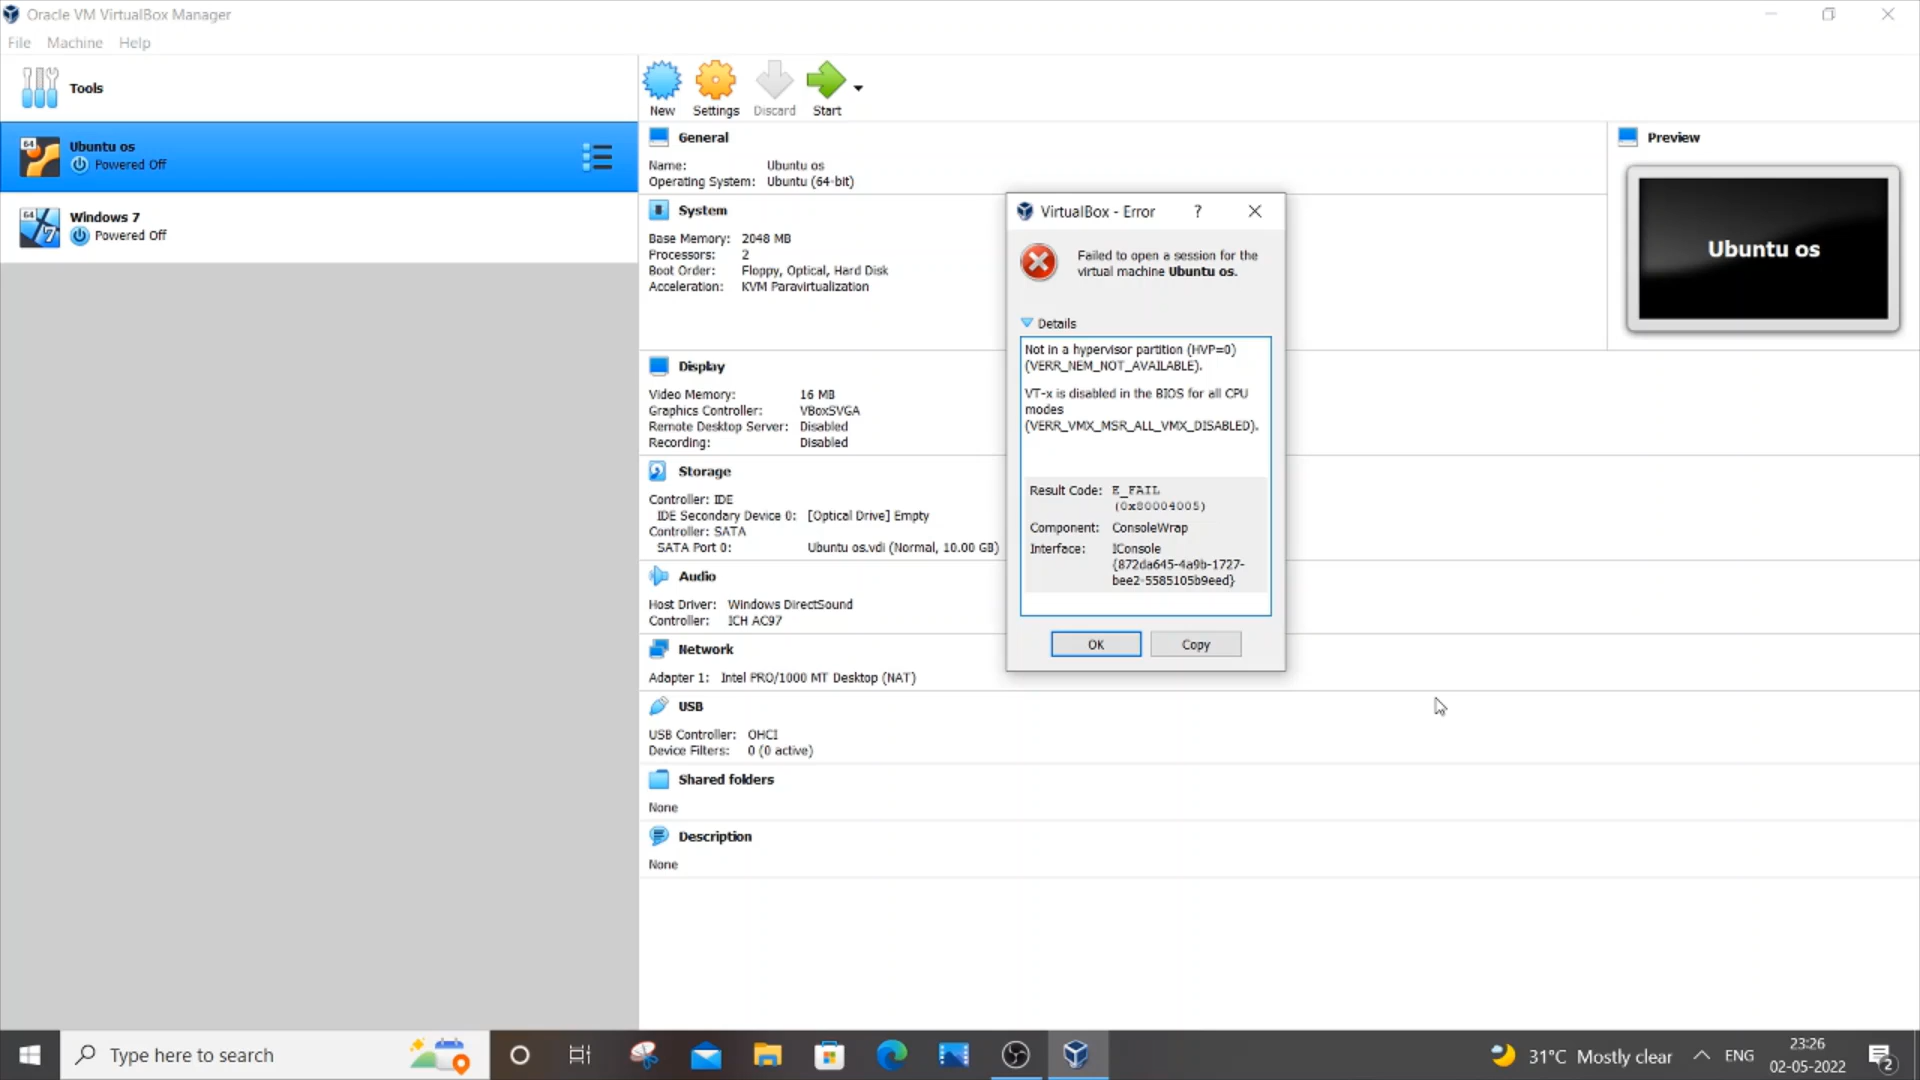 Oracle VM VirtualBox Manager
File Machine Help
Tools
New Settings Discard Start
64
Ubuntu os
Powered Off
64
Windows 7
Powered Off
General
Name: Ubuntu os
Operating System: Ubuntu (64-bit)
System
Base Memory: 2048 MB
Processors: 2
Boot Order: Floppy, Optical, Hard Disk
Acceleration: KVM Paravirtualization
Display
Video Memory: 16 MB
Graphics Controller: VBoxSVGA
Remote Desktop Server: Disabled
Recording: Disabled
Storage
Controller: IDE
IDE Secondary Device 0: [Optical Drive] Empty
Controller: SATA
SATA Port 0: Ubuntu os.vdi (Normal, 10.00 GB)
Audio
Host Driver: Windows DirectSound
Controller: ICH AC97
Network
Adapter 1: Intel PRO/1000 MT Desktop (NAT)
USB
USB Controller: OHCI
Device Filters: 0 (0 active)
Shared folders
None
Description
None
Preview
Ubuntu os
VirtualBox - Error ?
Failed to open a session for the
virtual machine Ubuntu os.
Details
Not in a hypervisor partition (HVP=0)
(VERR_NEM_NOT_AVAILABLE).
VT-x is disabled in the BIOS for all CPU
modes
(VERR_VMX_MSR_ALL_VMX_DISABLED).
Result Code: E_FAIL
(0x80004005)
Component: ConsoleWrap
Interface: IConsole
{872da645-4a9b-1727-
bee2-5585105b9eed}
OK Copy
Type here to search
31°C Mostly clear
ENG
23:26
02-05-2022
2